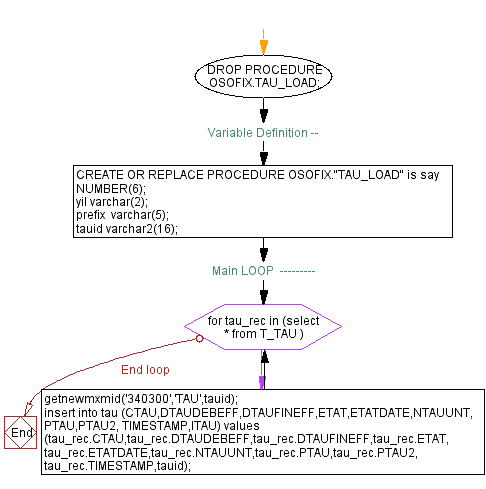 DROP PROCEDURE
OSOFIX.TAU_LOAD;
Variable Definition --
CREATE OR REPLACE PROCEDURE OSOFIX."TAU_LOAD" is say
NUMBER(6);
yil varchar(2);
prefix varchar(5);
tauid varchar2(16);
Main LOOP ---------
for tau_rec in (select
* from T_TAU )
End loop
End
getnewmxmid('340300','TAU',tauid);
insert into tau (CTAU,DTAUDEBEFF,DTAUFINEFF,ETAT,ETATDATE,NTAUUNT,
PTAU,PTAU2, TIMESTAMP,ITAU) values
(tau_rec.CTAU,tau_rec.DTAUDEBEFF,tau_rec.DTAUFINEFF,tau_rec.ETAT,
tau_rec.ETATDATE,tau_rec.NTAUUNT,tau_rec.PTAU,tau_rec.PTAU2,
tau_rec.TIMESTAMP,tauid);